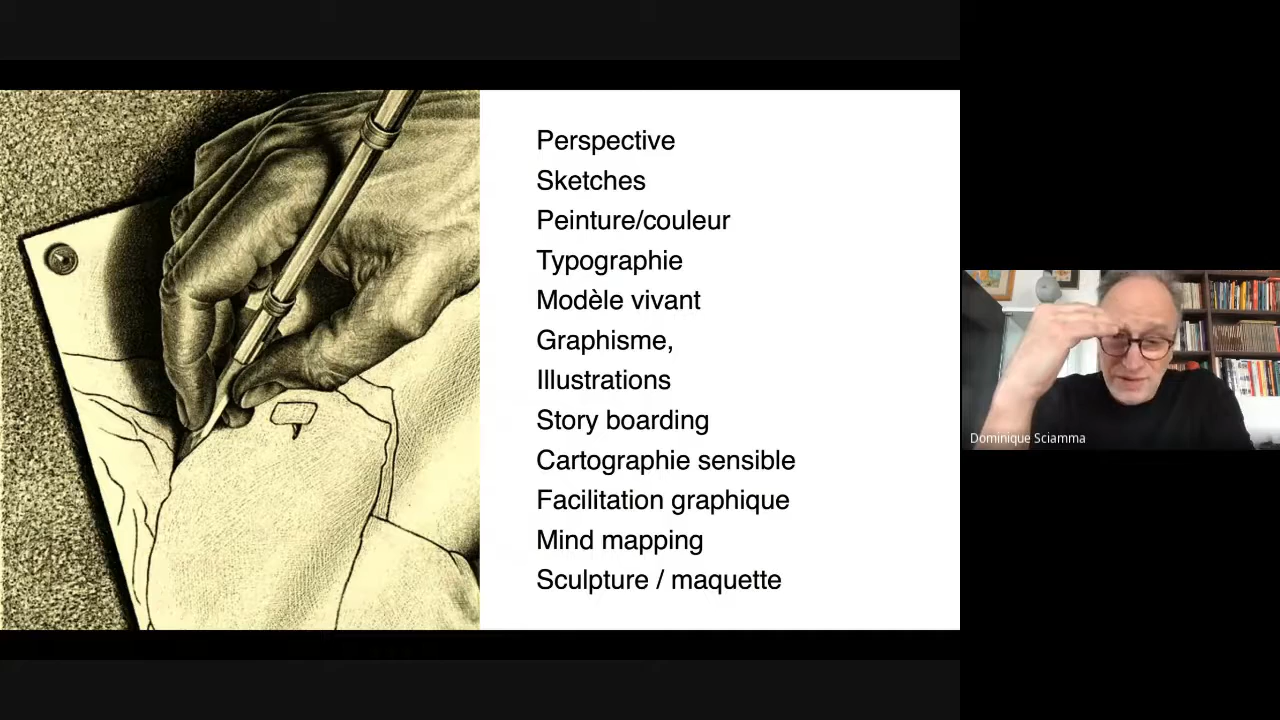 Perspective
Sketches
Peinture/couleur
Typographie
Modèle vivant
Graphisme,
Illustrations
Story boarding
Cartographie sensible
Facilitation graphique
Mind mapping
Sculpture / maquette
Dominique Sciamma